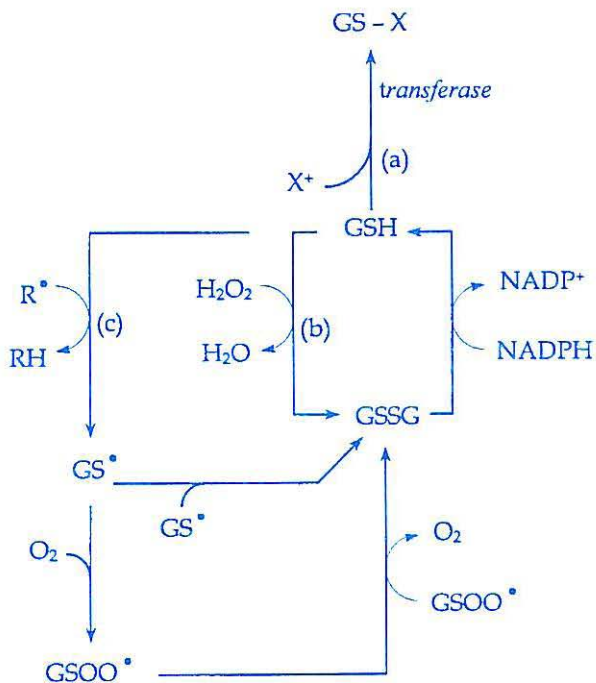 GS – X
transferase
X⁺
(a)
GSH
R•
RH
(c)
H₂O₂
H₂O
(b)
NADP⁺
NADPH
GSSG
GS•
GS•
O₂
O₂
GSOO•
GSOO•